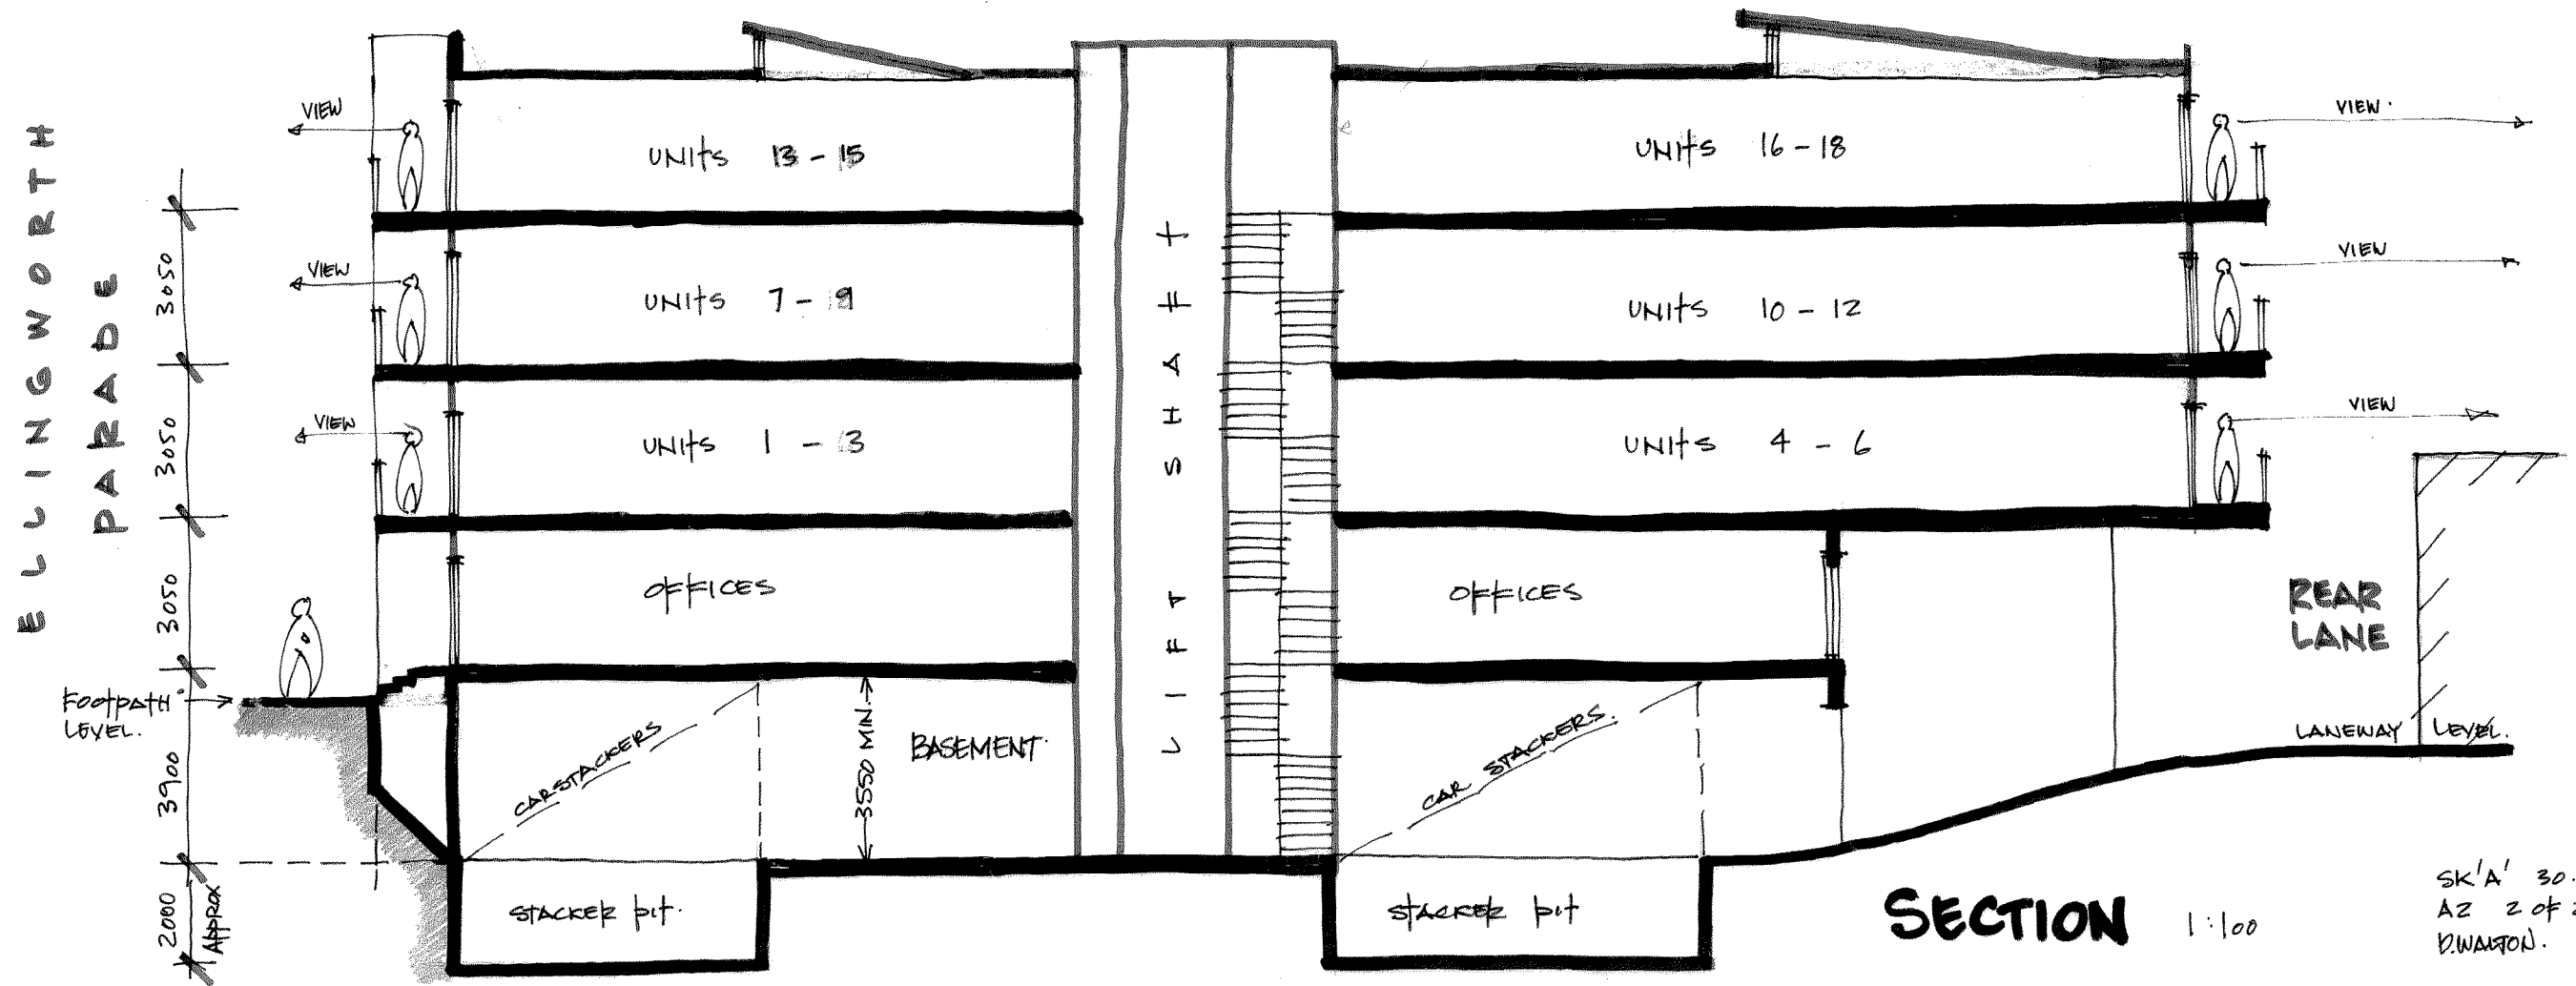 ELLINGWORTH
PARADE
VIEW
UNITS 13 - 15
UNITS 16 - 18
VIEW.
3050
VIEW
UNITS 7 - 9
UNITS 10 - 12
VIEW
3050
VIEW
UNITS 1 - 3
UNITS 4 - 6
VIEW
LIFT SHAFT
3050
OFFICES
OFFICES
REAR
LANE
FOOTPATH
LEVEL.
3900
CARSTACKERS
3550 MIN.
BASEMENT.
CAR STACKERS.
LANEWAY LEVEL.
2000
APPROX
STACKER PIT.
STACKER PIT
SECTION 1:100
SK'A' 30.
A2 2 OF 2
D.WALTON.